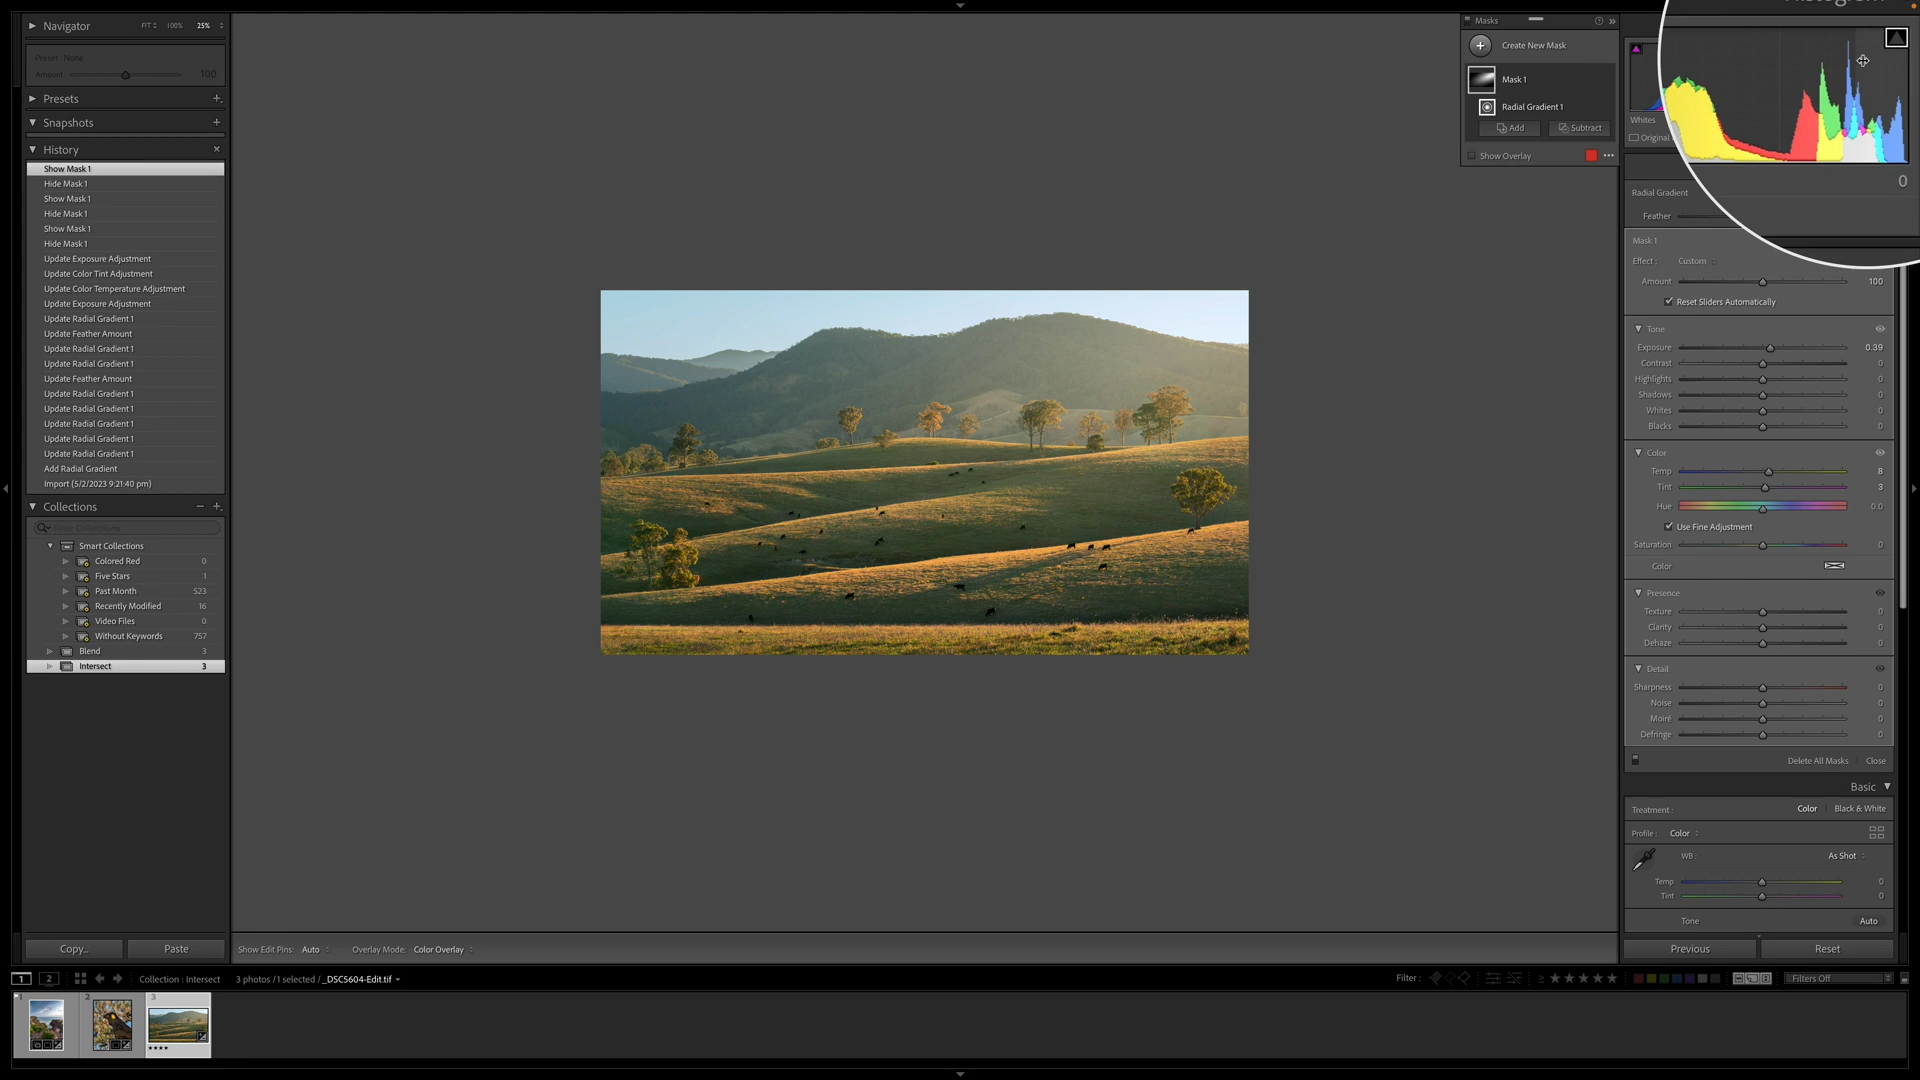 Navigator
FIT
100%
25%
Preset: None
Amount
100
Presets
Snapshots
History
Show Mask 1
Hide Mask 1
Show Mask 1
Hide Mask 1
Show Mask 1
Hide Mask 1
Update Exposure Adjustment
Update Color Tint Adjustment
Update Color Temperature Adjustment
Update Exposure Adjustment
Update Radial Gradient 1
Update Feather Amount
Update Radial Gradient 1
Update Radial Gradient 1
Update Feather Amount
Update Radial Gradient 1
Update Radial Gradient 1
Update Radial Gradient 1
Update Radial Gradient 1
Update Radial Gradient 1
Add Radial Gradient
Import (5/2/2023 9:21:40 pm)
Collections
Filter Collections
Smart Collections
Colored Red 0
Five Stars 1
Past Month 523
Recently Modified 16
Video Files 0
Without Keywords 757
Blend 3
Intersect 3
Copy...
Paste
Show Edit Pins: Auto
Overlay Mode: Color Overlay
Masks
Create New Mask
Mask 1
Radial Gradient 1
Add
Subtract
Show Overlay
Whites
Original
0
Radial Gradient
Feather
Mask 1
Effect : Custom
Amount 100
Reset Sliders Automatically
Tone
Exposure 0.39
Contrast 0
Highlights 0
Shadows 0
Whites 0
Blacks 0
Color
Temp 8
Tint 3
Hue 0.0
Use Fine Adjustment
Saturation 0
Color
Presence
Texture 0
Clarity 0
Dehaze 0
Detail
Sharpness 0
Noise 0
Moiré 0
Defringe 0
Delete All Masks
Close
Basic
Treatment : Color Black & White
Profile : Color
WB : As Shot
Temp 0
Tint 0
Tone Auto
Previous
Reset
1
2
Collection : Intersect
3 photos / 1 selected / _DSC5604-Edit.tif
Filter :
Filters Off
1
2
3